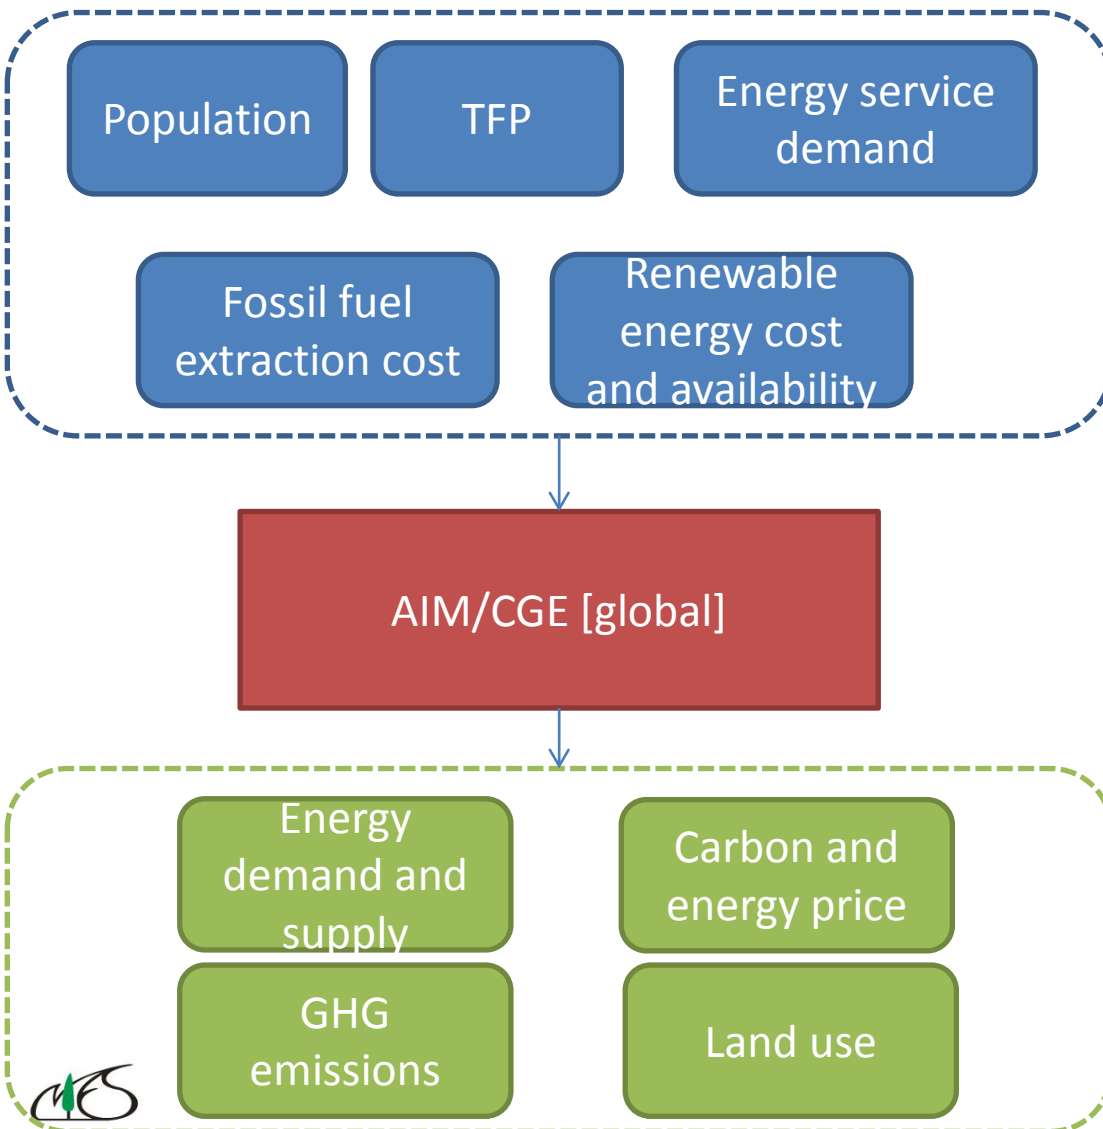 Population
TFP
Energy service
demand
Fossil fuel
extraction cost
Renewable
energy cost
and availability
AIM/CGE [global]
Energy
demand and
supply
Carbon and
energy price
GHG
emissions
Land use